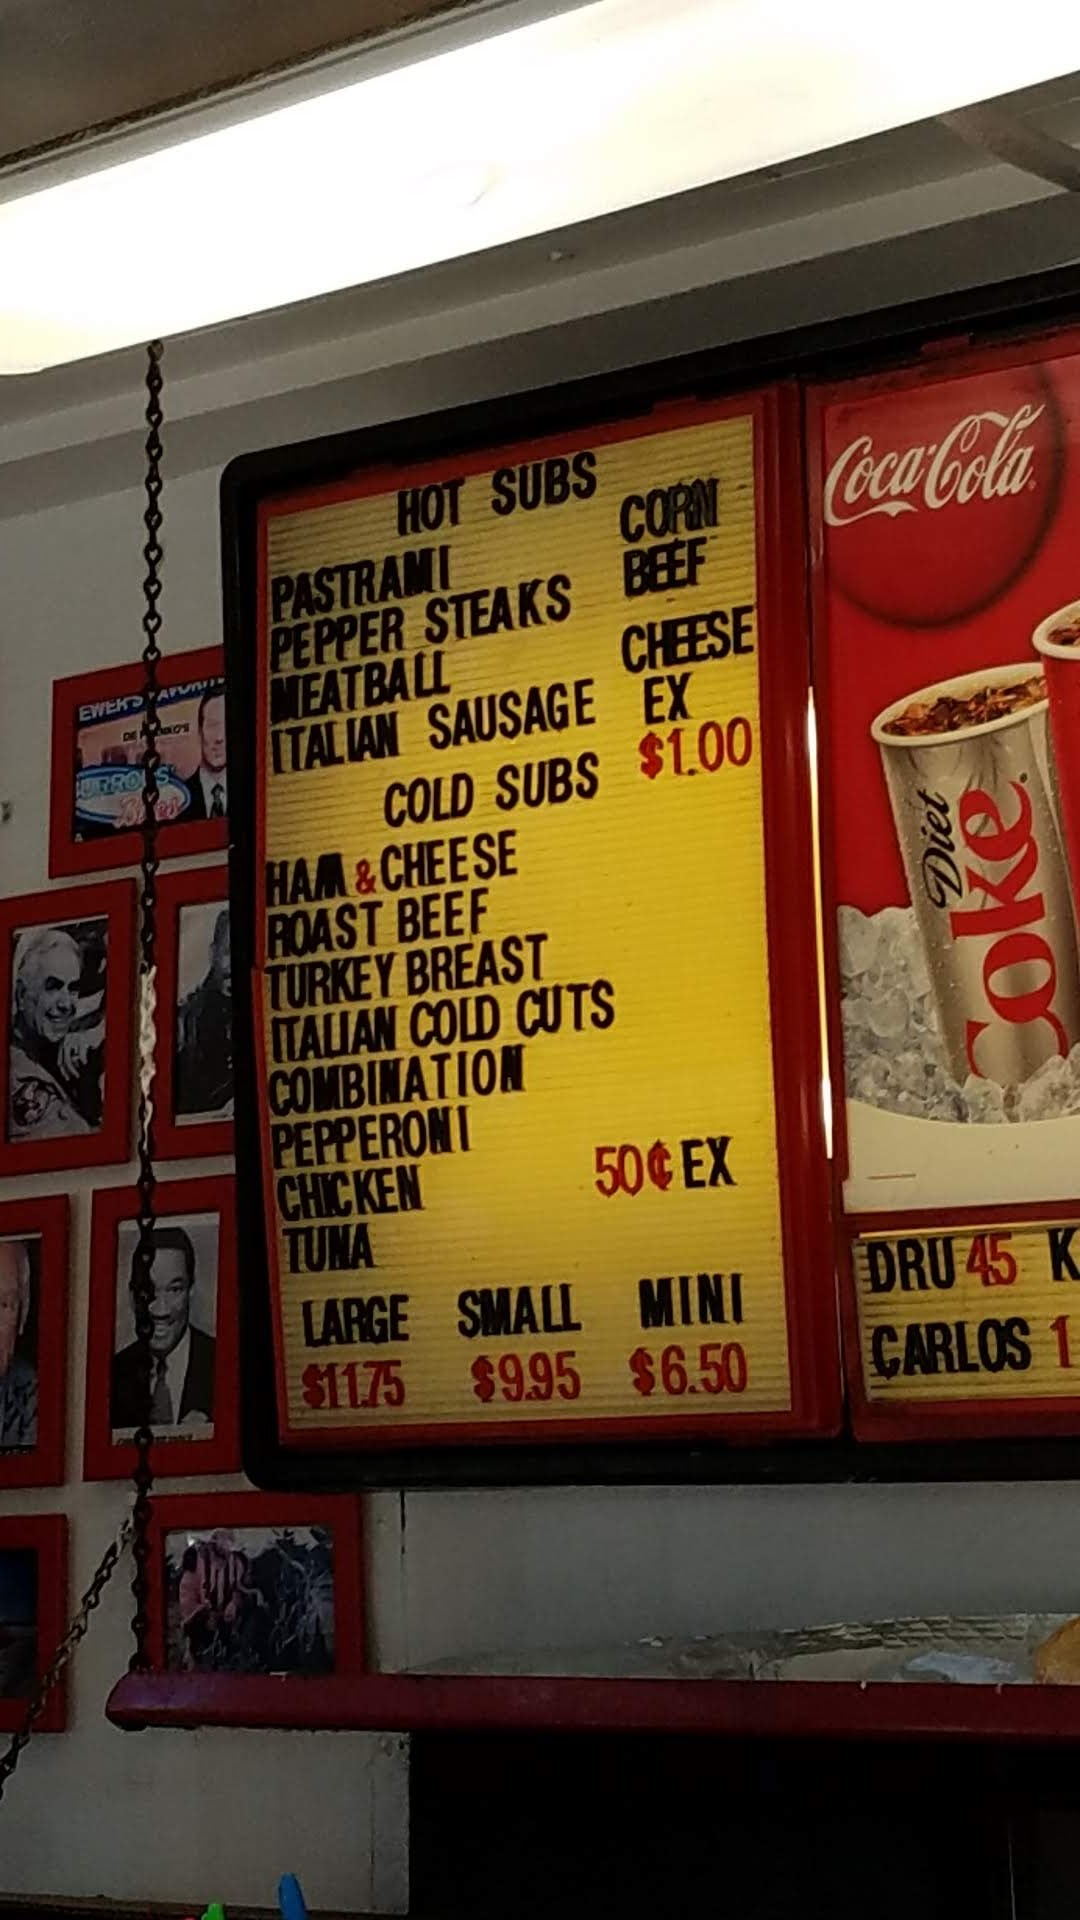 HOT SUBS
PASTRAMI
PEPPER STEAKS
MEATBALL
ITALIAN SAUSAGE
CORN
BEEF
CHEESE
EX
$1.00
COLD SUBS
HAM & CHEESE
ROAST BEEF
TURKEY BREAST
ITALIAN COLD CUTS
COMBINATION
PEPPERONI
CHICKEN 50¢ EX
TUNA
LARGE SMALL MINI
$11.75 $9.95 $6.50
Coca-Cola
Diet
Coke
DRU 45 K
CARLOS 1